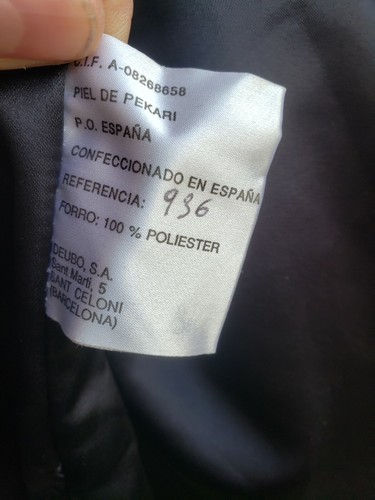 C.I.F. A-08268658
PIEL DE PEKARI
P.O. ESPAÑA
CONFECCIONADO EN ESPAÑA
REFERENCIA: 936
FORRO: 100 % POLIESTER
DEUBO, S.A.
Sant Martí, 5
SANT CELONI
(BARCELONA)